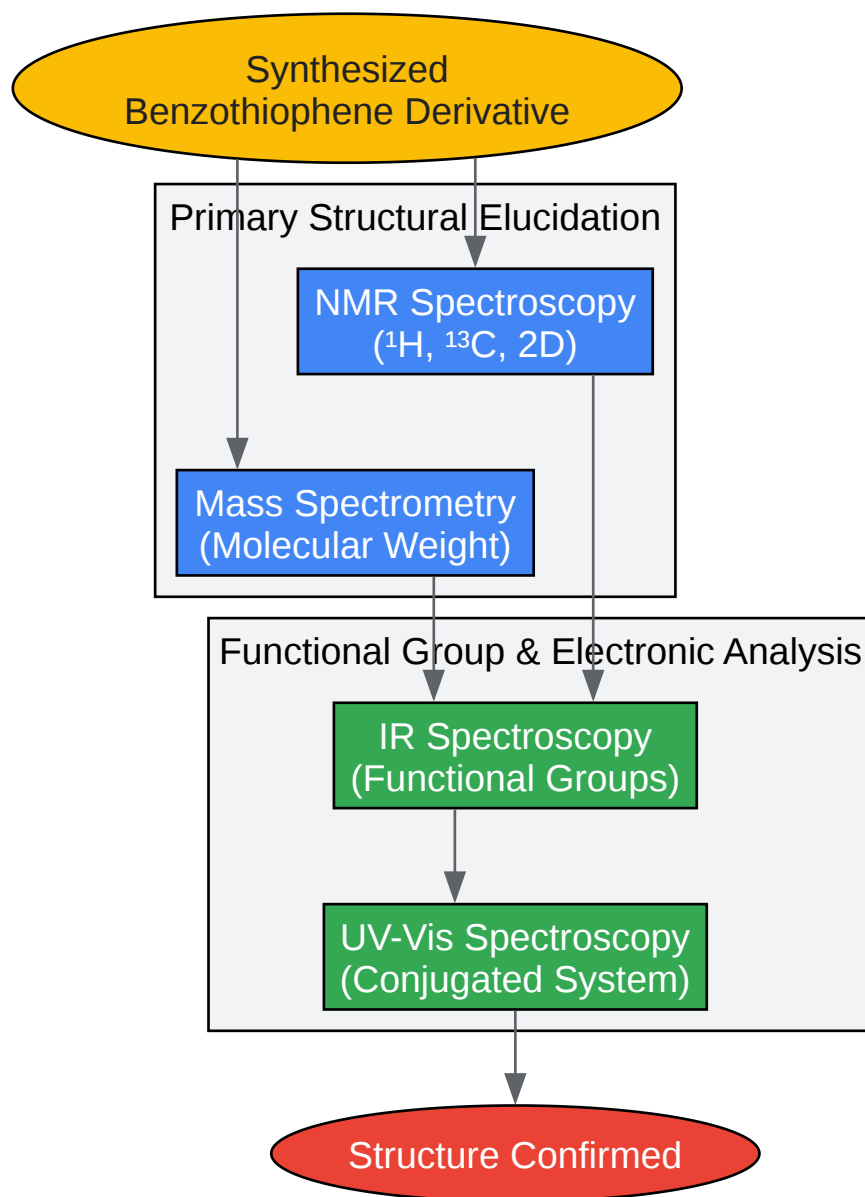 Synthesized
Benzothiophene Derivative
Primary Structural Elucidation
NMR Spectroscopy
(¹H, ¹³C, 2D)
Mass Spectrometry
(Molecular Weight)
Functional Group & Electronic Analysis
IR Spectroscopy
(Functional Groups)
UV-Vis Spectroscopy
(Conjugated System)
Structure Confirmed